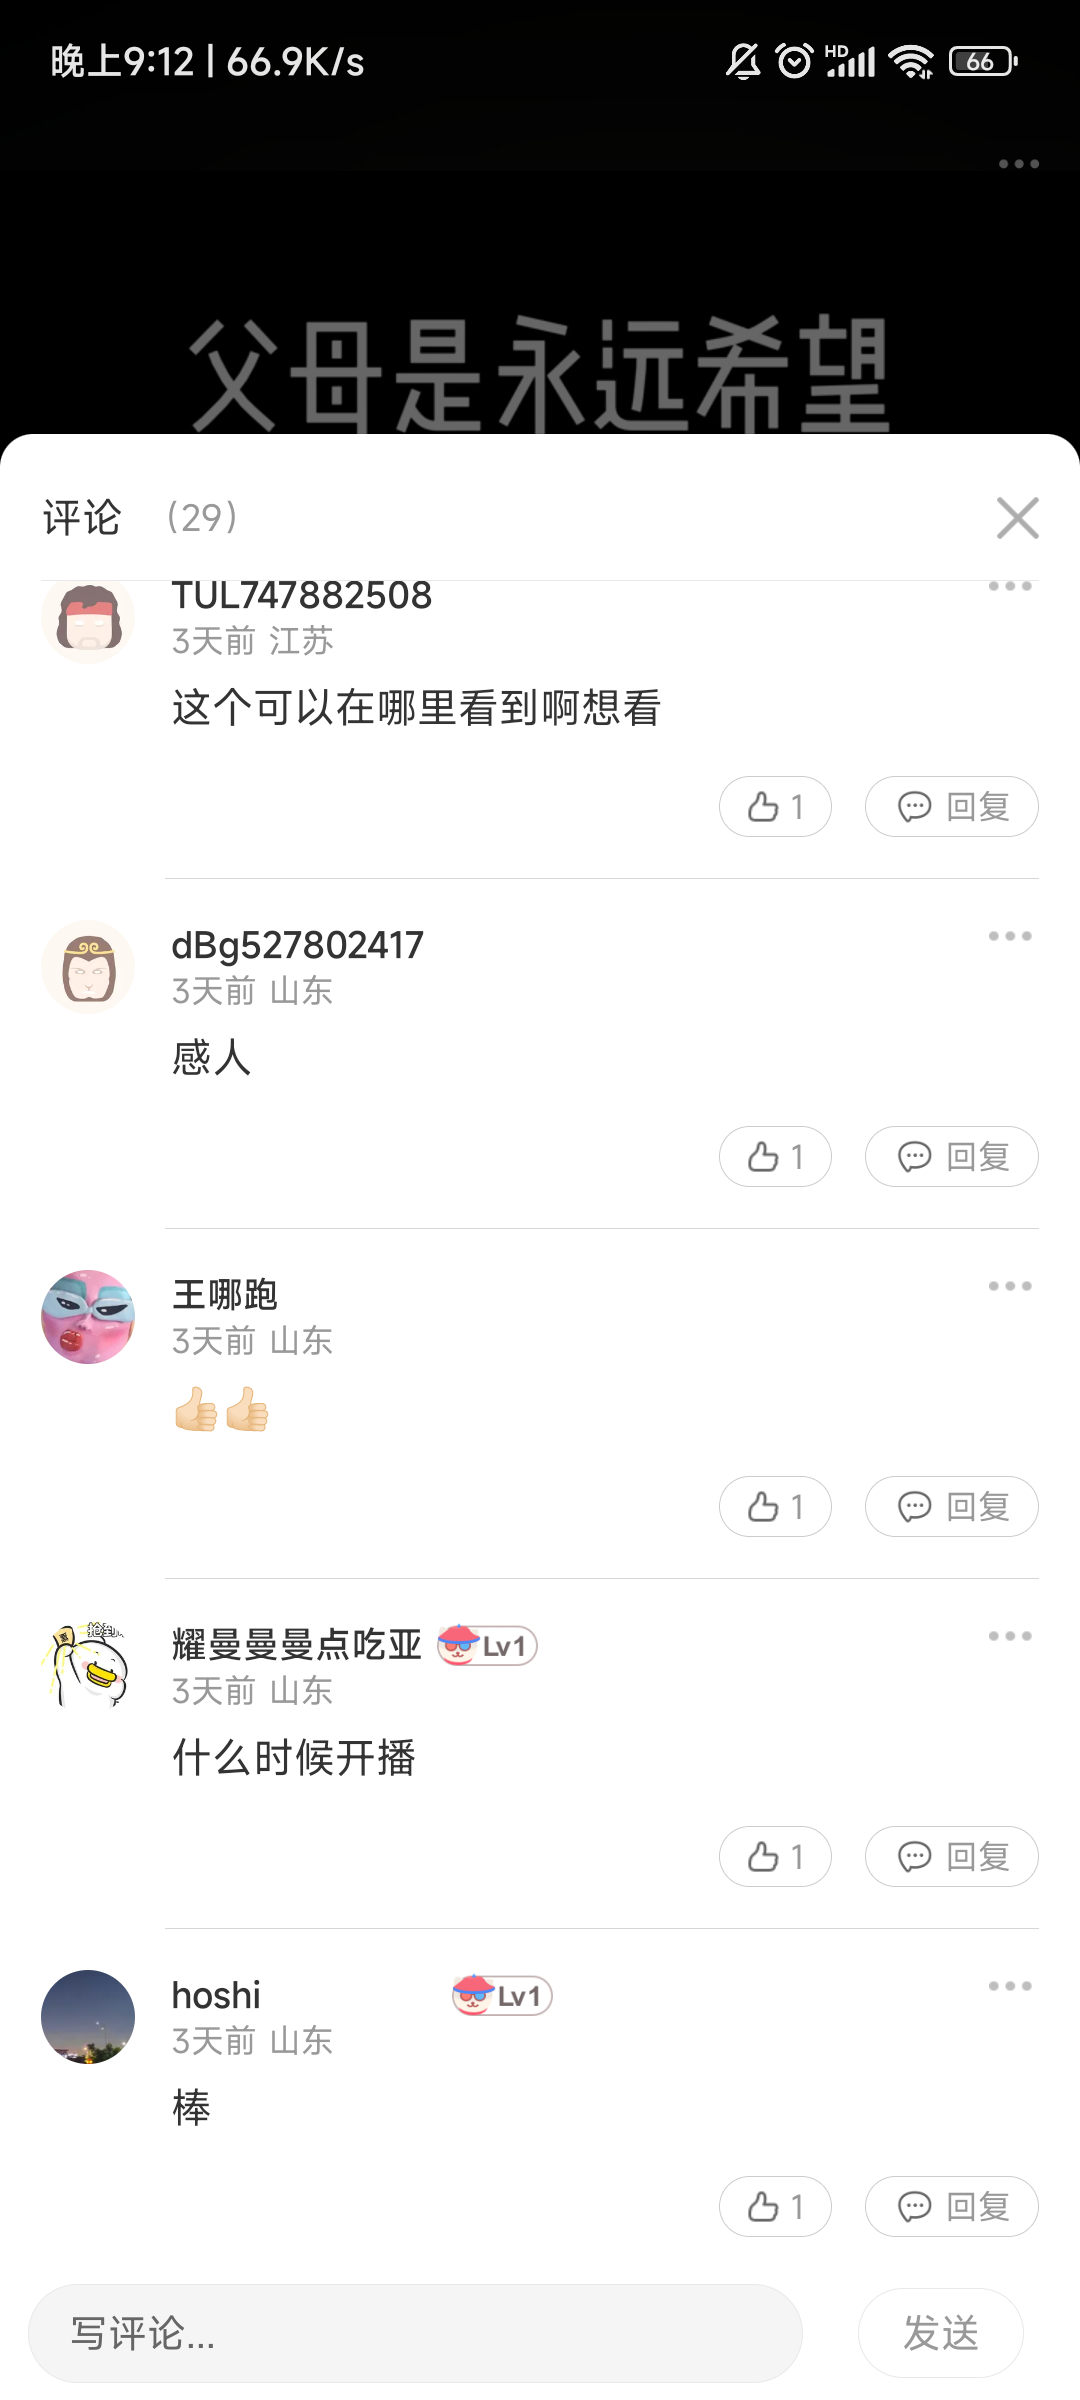 晚上9:12 | 66.9K/s
HD
66
父母是永远希望
评论 (29)
TUL747882508
3天前 江苏
这个可以在哪里看到啊想看
1 回复
dBg527802417
3天前 山东
感人
1 回复
王哪跑
3天前 山东
👍🏻👍🏻
1 回复
抢到
耀曼曼曼点吃亚 Lv1
3天前 山东
什么时候开播
1 回复
hoshi Lv1
3天前 山东
棒
1 回复
写评论... 发送